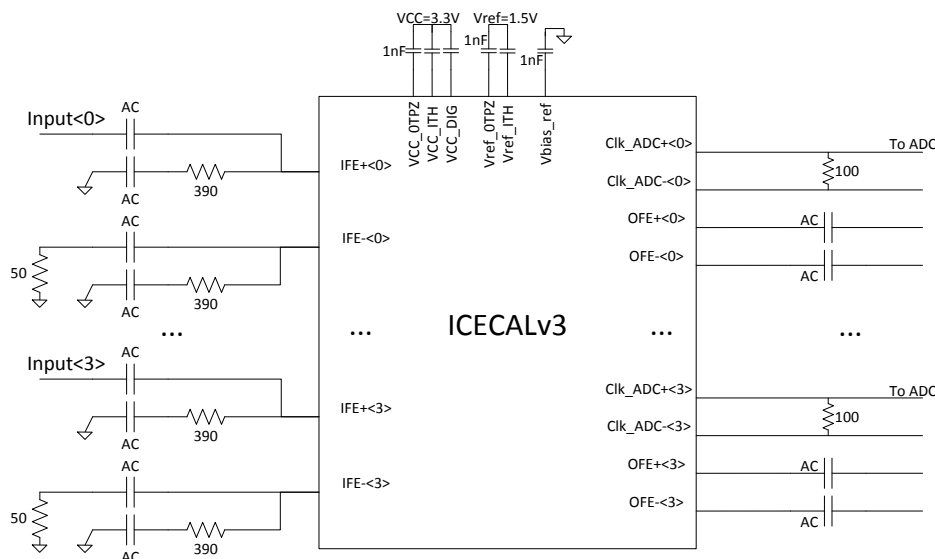 VCC=3.3V
Vref=1.5V
1nF
1nF
1nF
VCC_0TPZ
VCC_ITH
VCC_DIG
Vref_0TPZ
Vref_ITH
Vbias_ref
AC
Input<0>
IFE+<0>
390
AC
AC
IFE-<0>
50
390
AC
...
AC
Input<3>
IFE+<3>
390
AC
AC
IFE-<3>
50
390
AC
...
ICECALv3
...
Clk_ADC+<0>
To ADC
100
Clk_ADC-<0>
OFE+<0>
AC
OFE-<0>
AC
...
Clk_ADC+<3>
To ADC
100
Clk_ADC-<3>
OFE+<3>
AC
OFE-<3>
AC